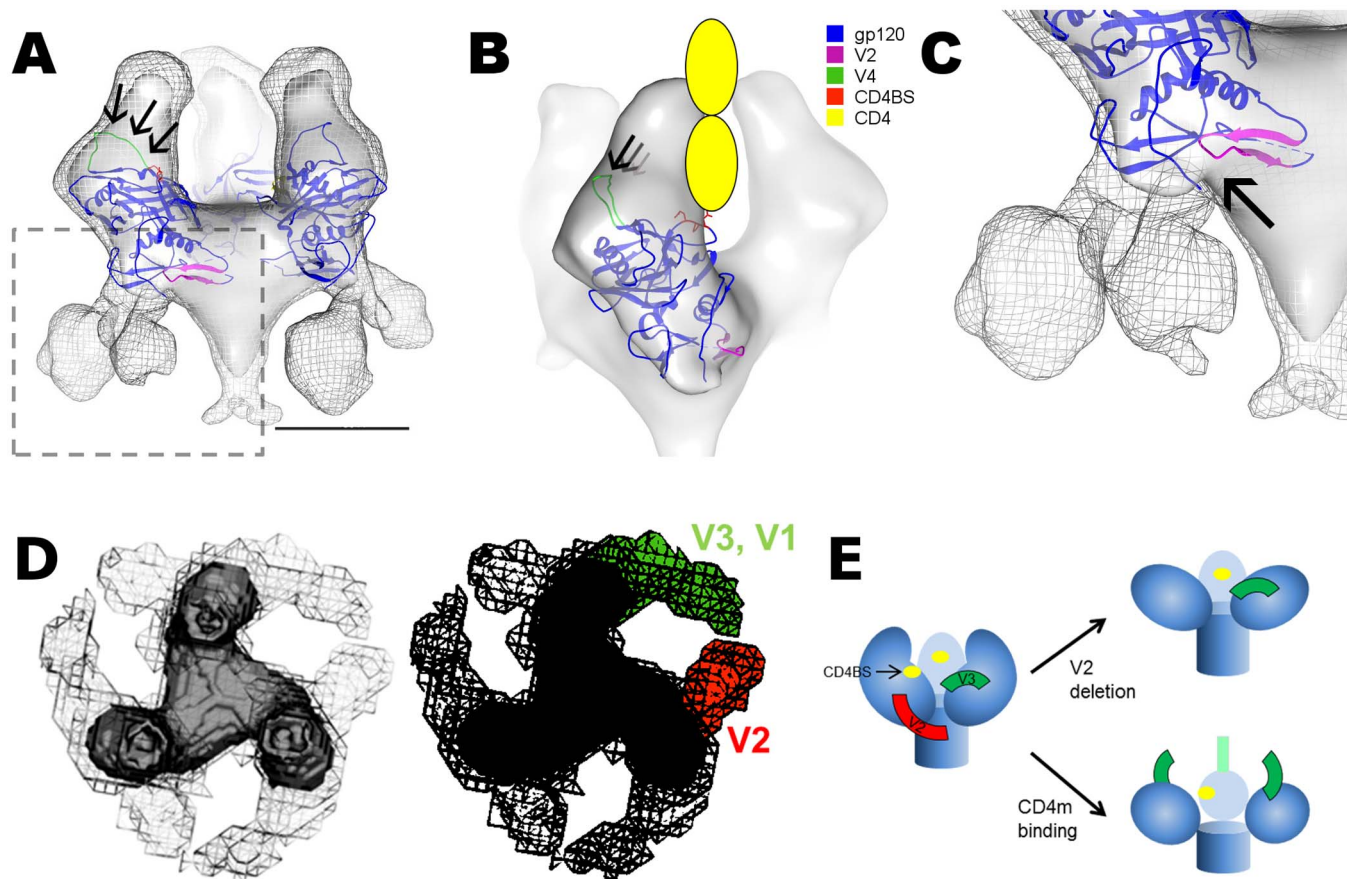 A
B
gp120
V2
V4
CD4BS
CD4
C
D
V3, V1
V2
E
CD4BS
V3
V2
V2
deletion
CD4m
binding